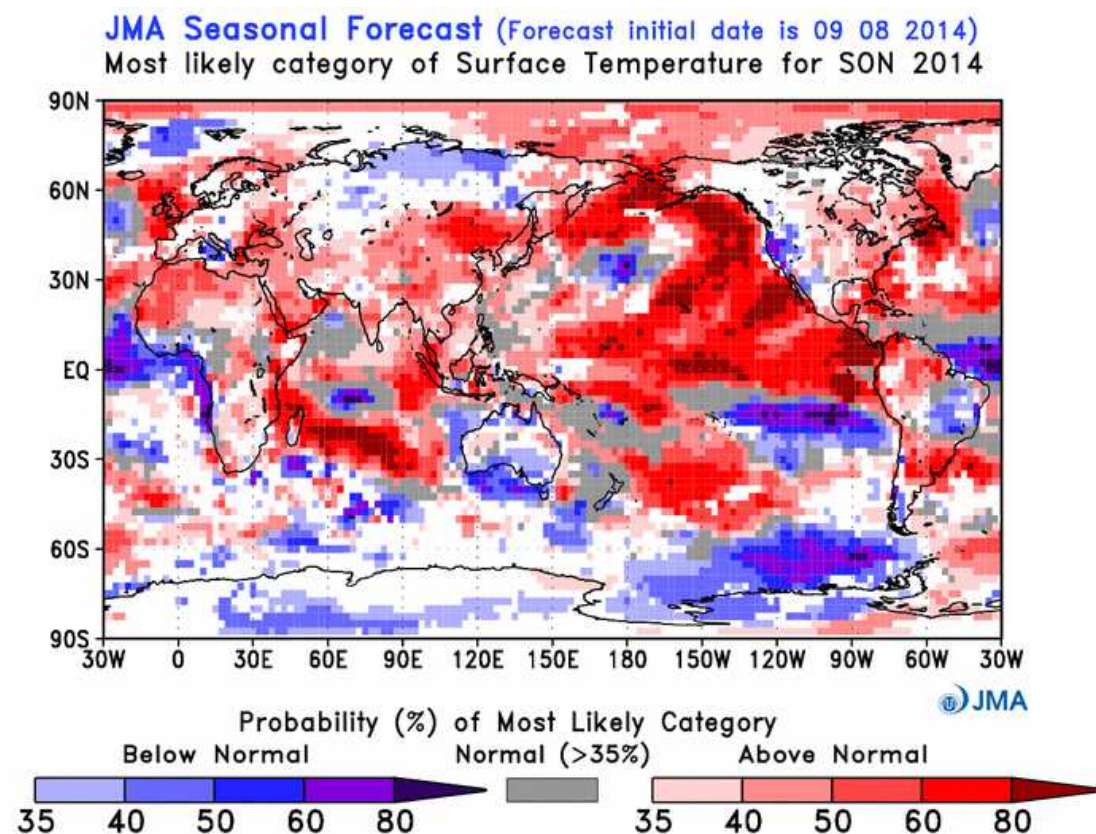 JMA Seasonal Forecast (Forecast initial date is 09 08 2014)
Most likely category of Surface Temperature for SON 2014
90N
60N
30N
EQ
30S
60S
90S
30W 0 30E 60E 90E 120E 150E 180 150W 120W 90W 60W 30W
JMA
Probability (%) of Most Likely Category
Below Normal Normal (>35%) Above Normal
35 40 50 60 80 35 40 50 60 80